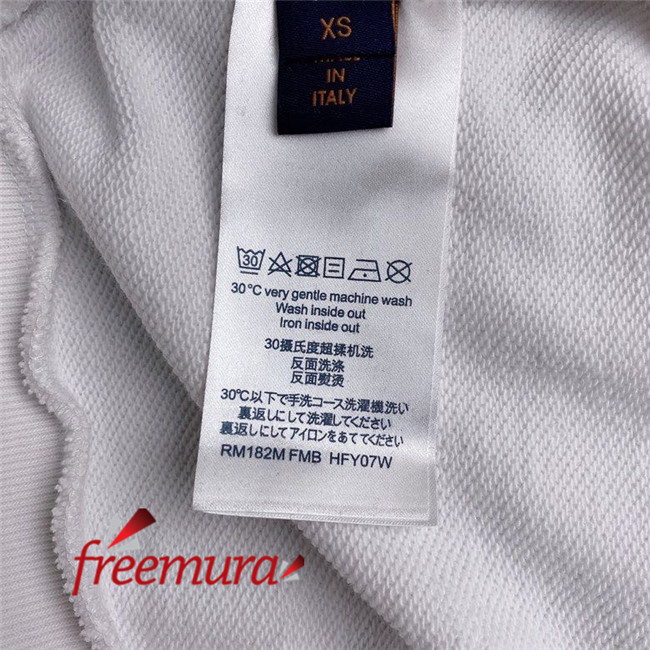 XS
IN
ITALY
30
30°C very gentle machine wash
Wash inside out
Iron inside out
30摄氏度超揉机洗
反面洗涤
反面熨烫
30℃以下で手洗コース洗濯機洗い
裏返しにして洗濯してください
裏返しにしてアイロンをあててください
RM182M FMB HFY07W
freemura